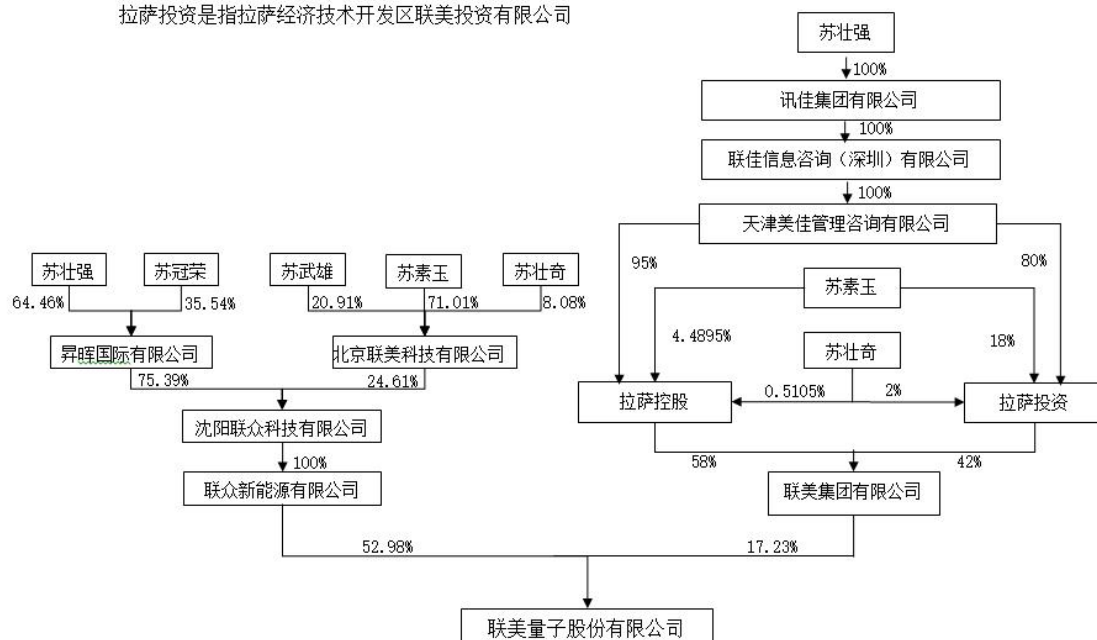 拉萨投资是指拉萨经济技术开发区联美投资有限公司
苏壮强
100%
讯佳集团有限公司
100%
联佳信息咨询（深圳）有限公司
100%
天津美佳管理咨询有限公司
95%
80%
苏壮强
苏冠荣
苏武雄
苏素玉
苏壮奇
苏素玉
64.46%
35.54%
20.91%
71.01%
8.08%
4.4895%
18%
昇晖国际有限公司
北京联美科技有限公司
苏壮奇
75.39%
24.61%
0.5105%
2%
拉萨控股
拉萨投资
沈阳联众科技有限公司
100%
58%
42%
联众新能源有限公司
联美集团有限公司
52.98%
17.23%
联美量子股份有限公司